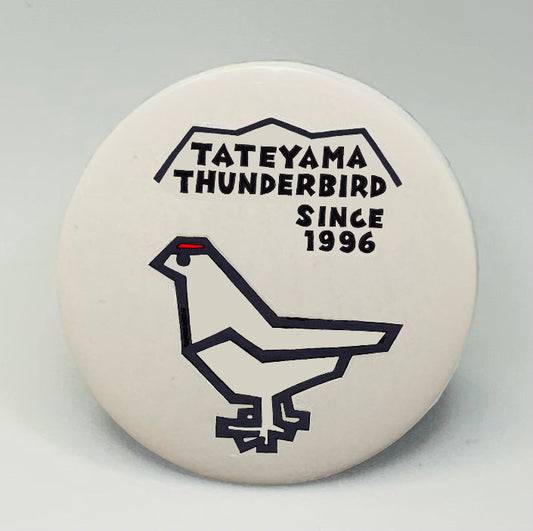 TATEYAMA
THUNDERBIRD
SINCE
1996